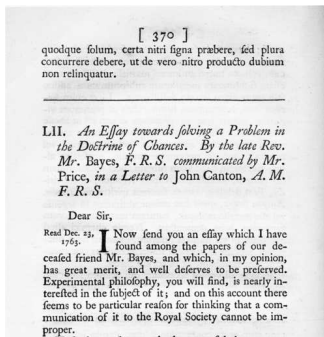 [ 370 ]
quodque ſolum, certa nitri ſigna præbere, ſed plura
concurrere debere, ut de vero nitro producto dubium
non relinquatur.
LII. An Eſſay towards ſolving a Problem in
the Doctrine of Chances. By the late Rev.
Mr. Bayes, F. R. S. communicated by Mr.
Price, in a Letter to John Canton, A. M.
F. R. S.
Dear Sir,
Read Dec. 23,
1763.
I Now ſend you an eſſay which I have
found among the papers of our de-
ceaſed friend Mr. Bayes, and which, in my opinion,
has great merit, and well deſerves to be preſerved.
Experimental philoſophy, you will find, is nearly in-
tereſted in the ſubject of it; and on this account there
ſeems to be particular reaſon for thinking that a com-
munication of it to the Royal Society cannot be im-
proper.